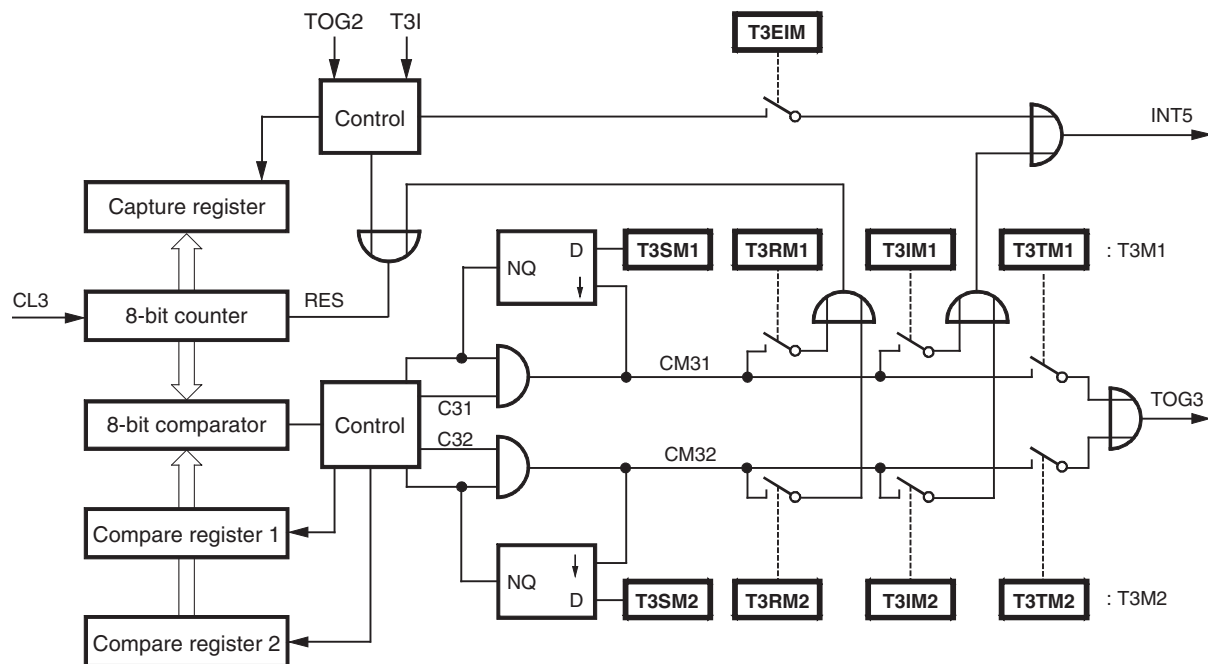 TOG2 T3I
T3EIM
Control
INT5
Capture register
D
NQ
T3SM1
T3RM1
T3IM1
T3TM1
: T3M1
CL3
8-bit counter
RES
CM31
C31
TOG3
8-bit comparator
Control
C32
CM32
Compare register 1
NQ
D
T3SM2
T3RM2
T3IM2
T3TM2
: T3M2
Compare register 2